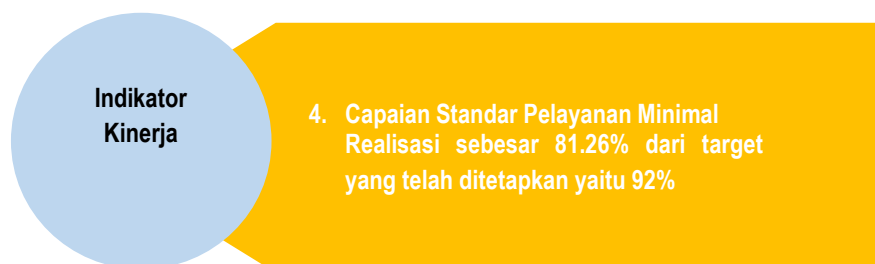 Indikator
Kinerja
4. Capaian Standar Pelayanan Minimal
Realisasi sebesar 81.26% dari target
yang telah ditetapkan yaitu 92%